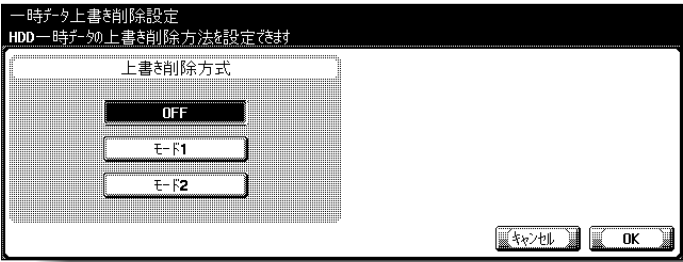 一時ﾃﾞｰﾀ上書き削除設定
HDD一時ﾃﾞｰﾀの上書き削除方法を設定できます
上書き削除方式
OFF
ﾓｰﾄﾞ1
ﾓｰﾄﾞ2
ｷｬﾝｾﾙ OK